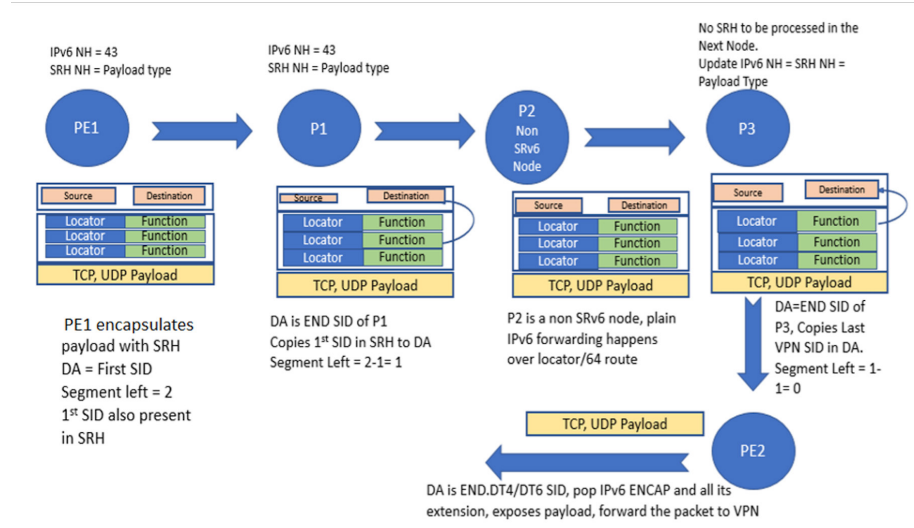 IPv6 NH = 43
SRH NH = Payload type
PE1
Source
Destination
Locator Function
Locator Function
Locator Function
TCP, UDP Payload
PE1 encapsulates
payload with SRH
DA = First SID
Segment left = 2
1st SID also present
in SRH
IPv6 NH = 43
SRH NH = Payload type
P1
Source
Destination
Locator Function
Locator Function
Locator Function
TCP, UDP Payload
DA is END SID of P1
Copies 1st SID in SRH to DA
Segment Left = 2-1= 1
P2
Non
SRv6
Node
Source
Destination
Locator Function
Locator Function
Locator Function
TCP, UDP Payload
P2 is a non SRv6 node, plain
IPv6 forwarding happens
over locator/64 route
No SRH to be processed in the
Next Node.
Update IPv6 NH = SRH NH =
Payload Type
P3
Source
Destination
Locator Function
Locator Function
Locator Function
TCP, UDP Payload
DA=END SID of
P3, Copies Last
VPN SID in DA.
Segment Left = 1-
1= 0
TCP, UDP Payload
PE2
DA is END.DT4/DT6 SID, pop IPv6 ENCAP and all its
extension, exposes payload, forward the packet to VPN